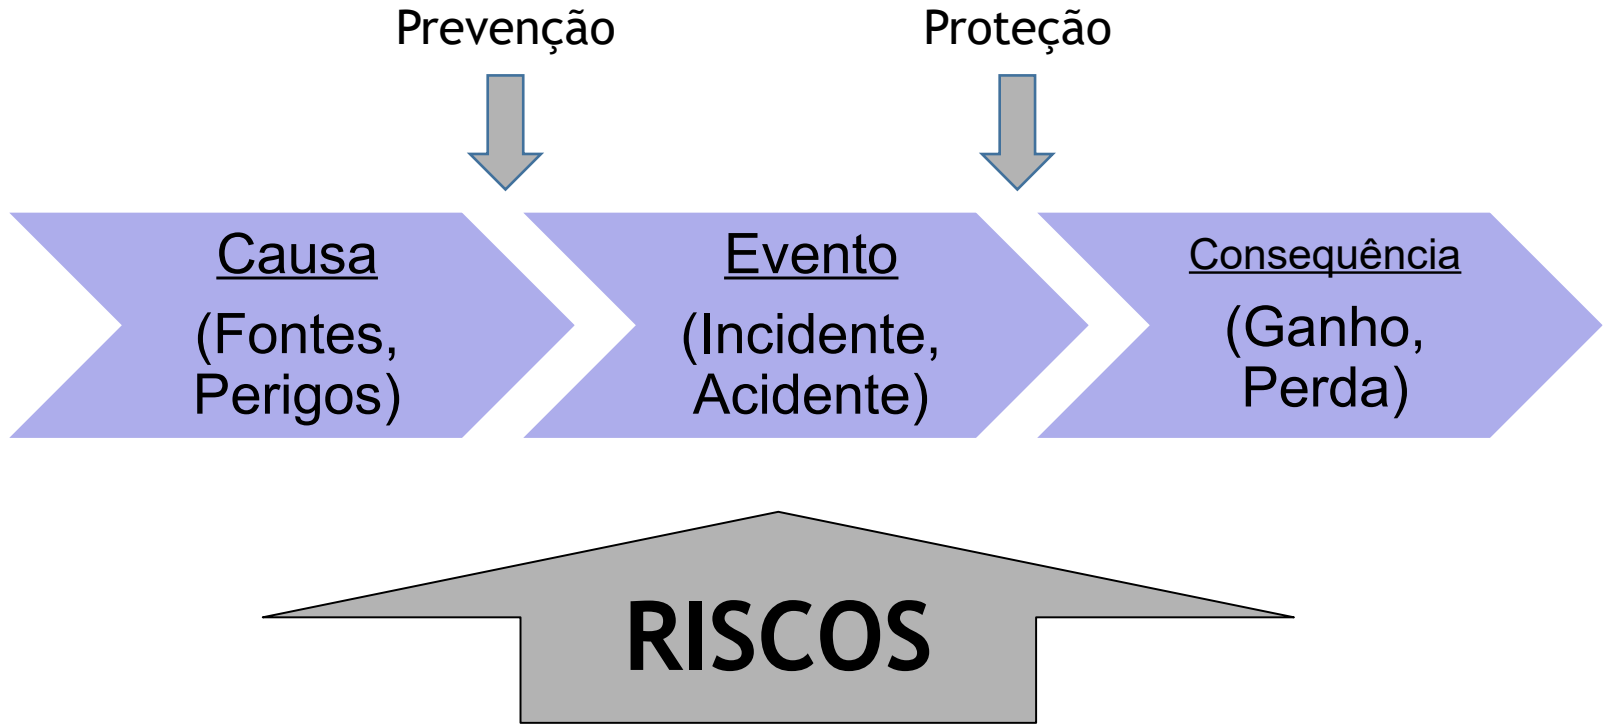 Prevenção
Proteção
Causa
(Fontes,
Perigos)
Evento
(Incidente,
Acidente)
Consequência
(Ganho,
Perda)
RISCOS